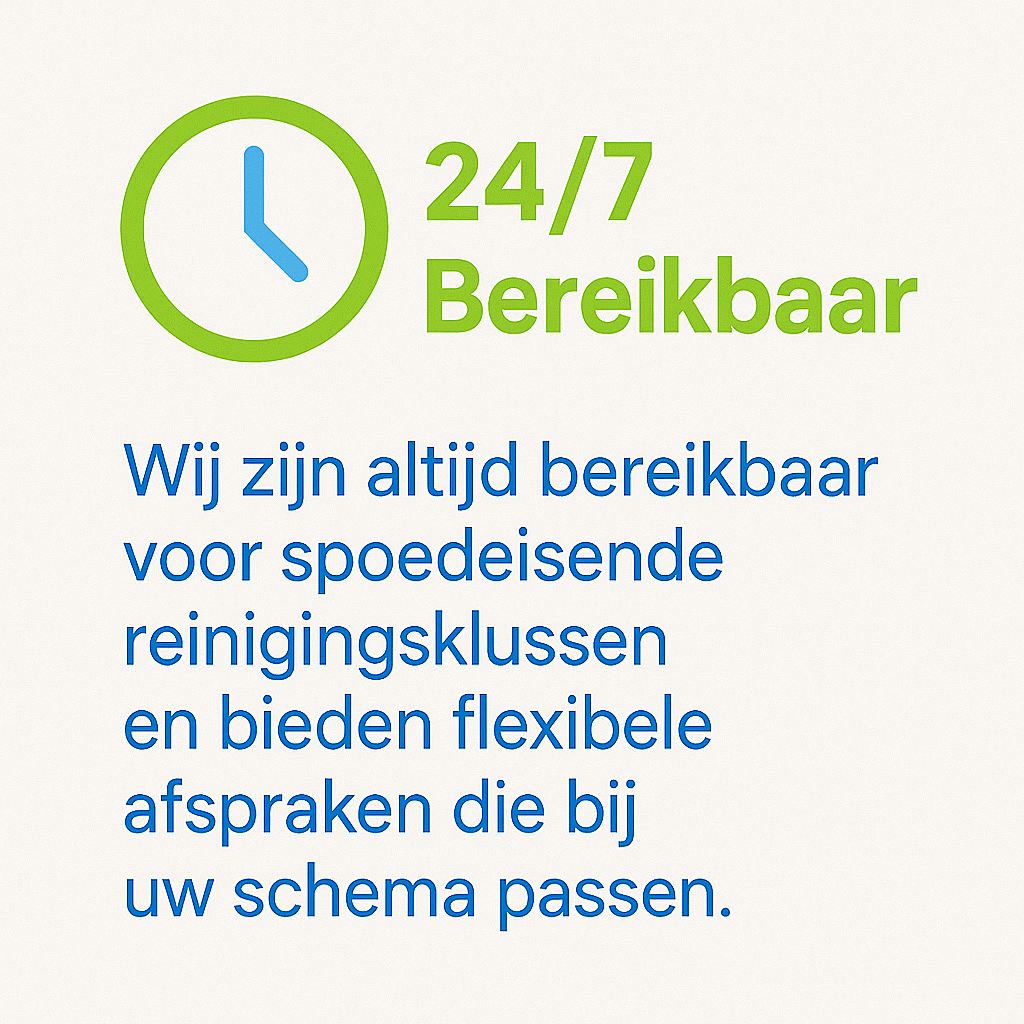 24/7
Bereikbaar
Wij zijn altijd bereikbaar
voor spoedeisende
reinigingsklussen
en bieden flexibele
afspraken die bij
uw schema passen.